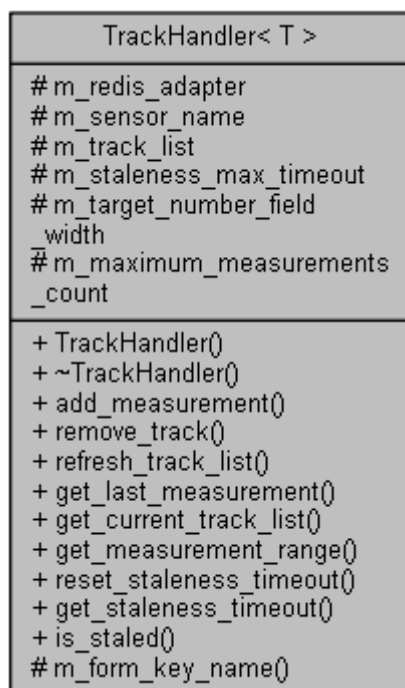 TrackHandler< T >
# m_redis_adapter
# m_sensor_name
# m_track_list
# m_staleness_max_timeout
# m_target_number_field
_width
# m_maximum_measurements
_count
+ TrackHandler()
+ ~TrackHandler()
+ add_measurement()
+ remove_track()
+ refresh_track_list()
+ get_last_measurement()
+ get_current_track_list()
+ get_measurement_range()
+ reset_staleness_timeout()
+ get_staleness_timeout()
+ is_staled()
# m_form_key_name()